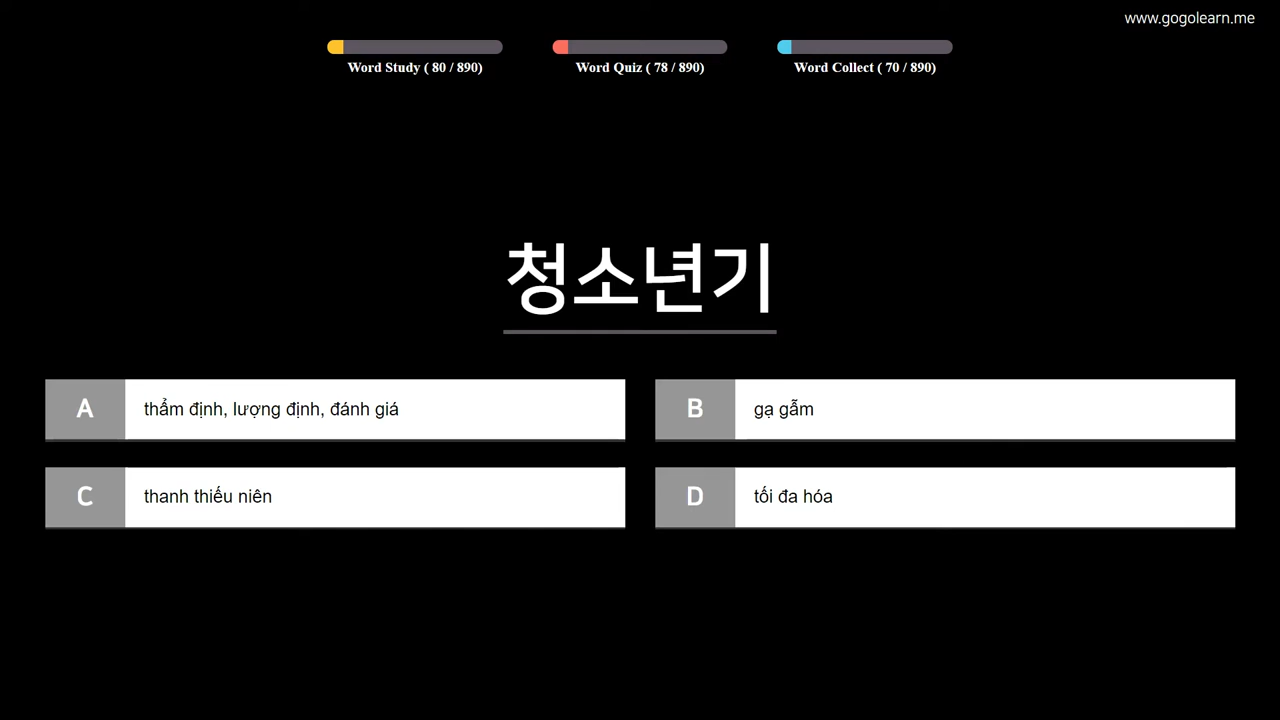 www.gogolearn.me
Word Study ( 80 / 890)
Word Quiz ( 78 / 890)
Word Collect ( 70 / 890)
청소년기
A thẩm định, lượng định, đánh giá
B gạ gẫm
C thanh thiếu niên
D tối đa hóa